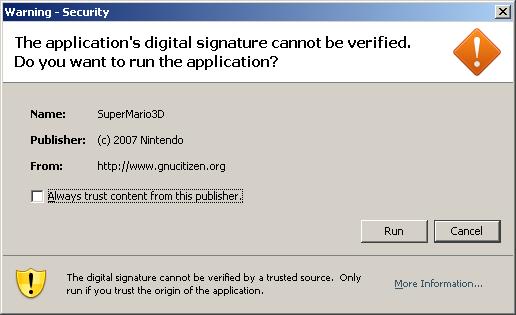 Warning - Security
The application's digital signature cannot be verified.
Do you want to run the application?
Name: SuperMario3D
Publisher: (c) 2007 Nintendo
From: http://www.gnucitizen.org
Always trust content from this publisher.
Run Cancel
The digital signature cannot be verified by a trusted source. Only
run if you trust the origin of the application.
More Information...